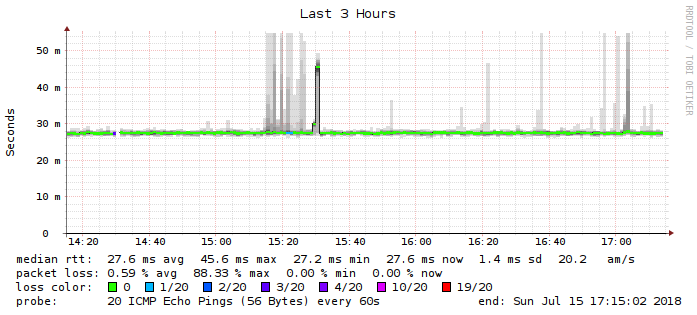 Last 3 Hours
RRDTOOL / TOBI OETIKER
Seconds
50 m
40 m
30 m
20 m
10 m
0
14:20 14:40 15:00 15:20 15:40 16:00 16:20 16:40 17:00
median rtt: 27.6 ms avg 45.6 ms max 27.2 ms min 27.6 ms now 1.4 ms sd 20.2 am/s
packet loss: 0.59 % avg 88.33 % max 0.00 % min 0.00 % now
loss color: 0 1/20 2/20 3/20 4/20 10/20 19/20
probe: 20 ICMP Echo Pings (56 Bytes) every 60s end: Sun Jul 15 17:15:02 2018